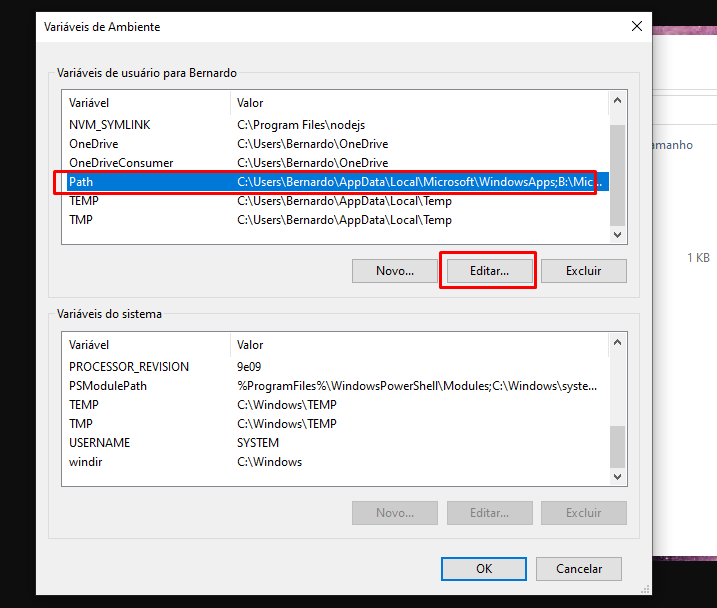 Variáveis de Ambiente
Variáveis de usuário para Bernardo
Variável Valor
NVM_SYMLINK C:\Program Files\nodejs
OneDrive C:\Users\Bernardo\OneDrive
OneDriveConsumer C:\Users\Bernardo\OneDrive
Path C:\Users\Bernardo\AppData\Local\Microsoft\WindowsApps;B:\Mic...
TEMP C:\Users\Bernardo\AppData\Local\Temp
TMP C:\Users\Bernardo\AppData\Local\Temp
Novo... Editar... Excluir
Variáveis do sistema
Variável Valor
PROCESSOR_REVISION 9e09
PSModulePath %ProgramFiles%\WindowsPowerShell\Modules;C:\Windows\syste...
TEMP C:\Windows\TEMP
TMP C:\Windows\TEMP
USERNAME SYSTEM
windir C:\Windows
Novo... Editar... Excluir
OK Cancelar
amanho
1 KB